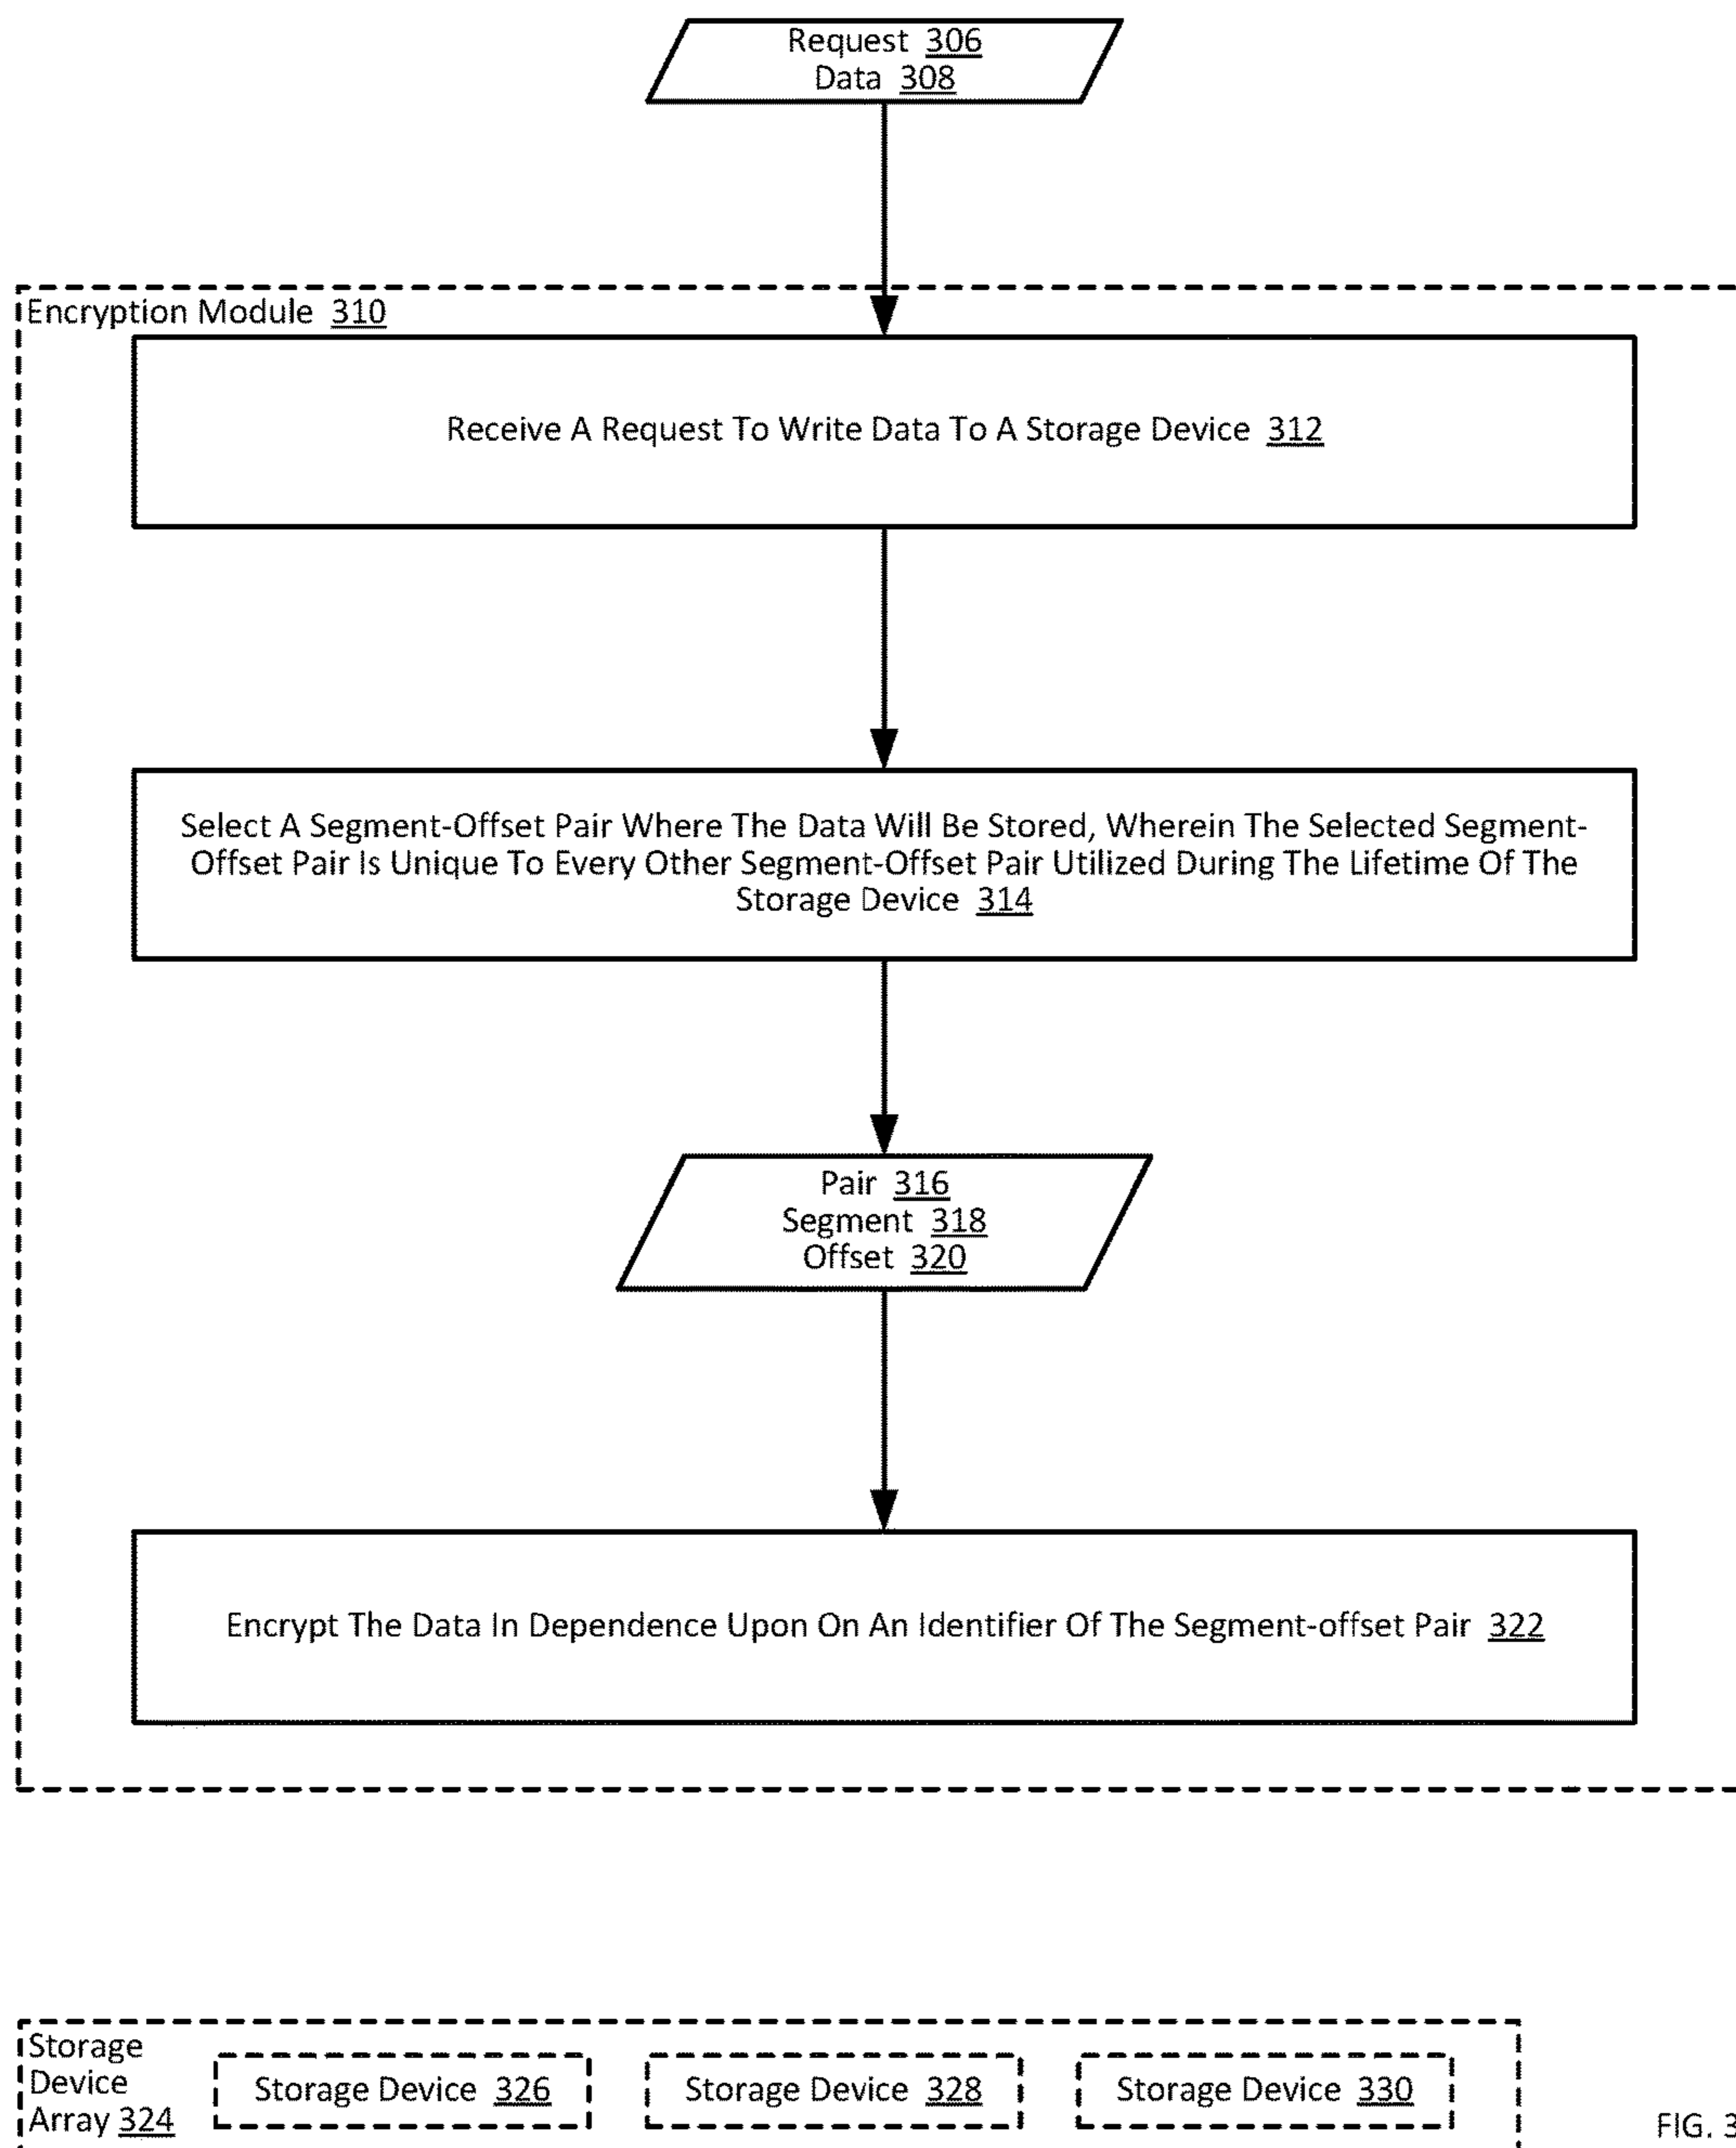 Request 306
Data 308
Encryption Module 310
Receive A Request To Write Data To A Storage Device 312
Select A Segment-Offset Pair Where The Data Will Be Stored, Wherein The Selected Segment-
Offset Pair Is Unique To Every Other Segment-Offset Pair Utilized During The Lifetime Of The
Storage Device 314
Pair 316
Segment 318
Offset 320
Encrypt The Data In Dependence Upon On An Identifier Of The Segment-offset Pair 322
Storage
Device
Array 324
Storage Device 326
Storage Device 328
Storage Device 330
FIG. 3